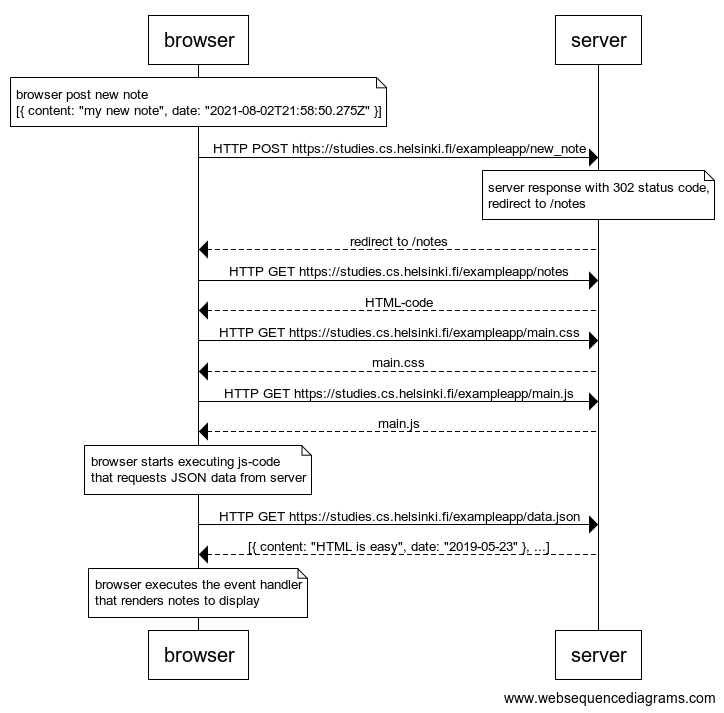 browser
server
browser post new note
[{ content: "my new note", date: "2021-08-02T21:58:50.275Z" }]
HTTP POST https://studies.cs.helsinki.fi/exampleapp/new_note
server response with 302 status code,
redirect to /notes
redirect to /notes
HTTP GET https://studies.cs.helsinki.fi/exampleapp/notes
HTML-code
HTTP GET https://studies.cs.helsinki.fi/exampleapp/main.css
main.css
HTTP GET https://studies.cs.helsinki.fi/exampleapp/main.js
main.js
browser starts executing js-code
that requests JSON data from server
HTTP GET https://studies.cs.helsinki.fi/exampleapp/data.json
[{ content: "HTML is easy", date: "2019-05-23" }, ...]
browser executes the event handler
that renders notes to display
browser
server
www.websequencediagrams.com